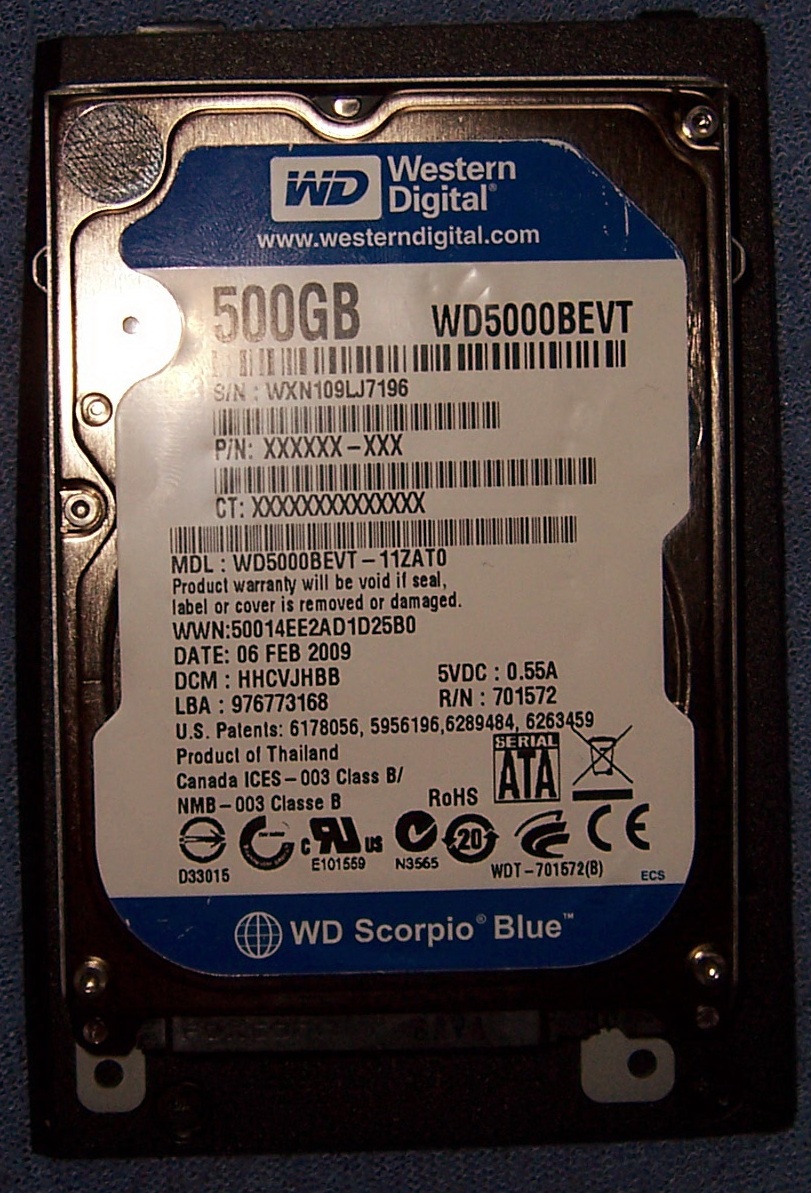 WD Western
Digital®
www.westerndigital.com
500GB WD5000BEVT
S/N : WXN109LJ7196
P/N: XXXXXX-XXX
CT: XXXXXXXXXXXXXX
MDL : WD5000BEVT-11ZAT0
Product warranty will be void if seal,
label or cover is removed or damaged.
WWN:50014EE2AD1D25B0
DATE: 06 FEB 2009
DCM : HHCVJHBB 5VDC : 0.55A
LBA : 976773168 R/N : 701572
U.S. Patents: 6178056, 5956196,6289484, 6263459
Product of Thailand
Canada ICES-003 Class B/
NMB-003 Classe B
RoHS
SERIAL
ATA
c RU us
20
CE
D33015 E101559 N3565 WDT-701572(B) ECS
WD Scorpio® Blue™